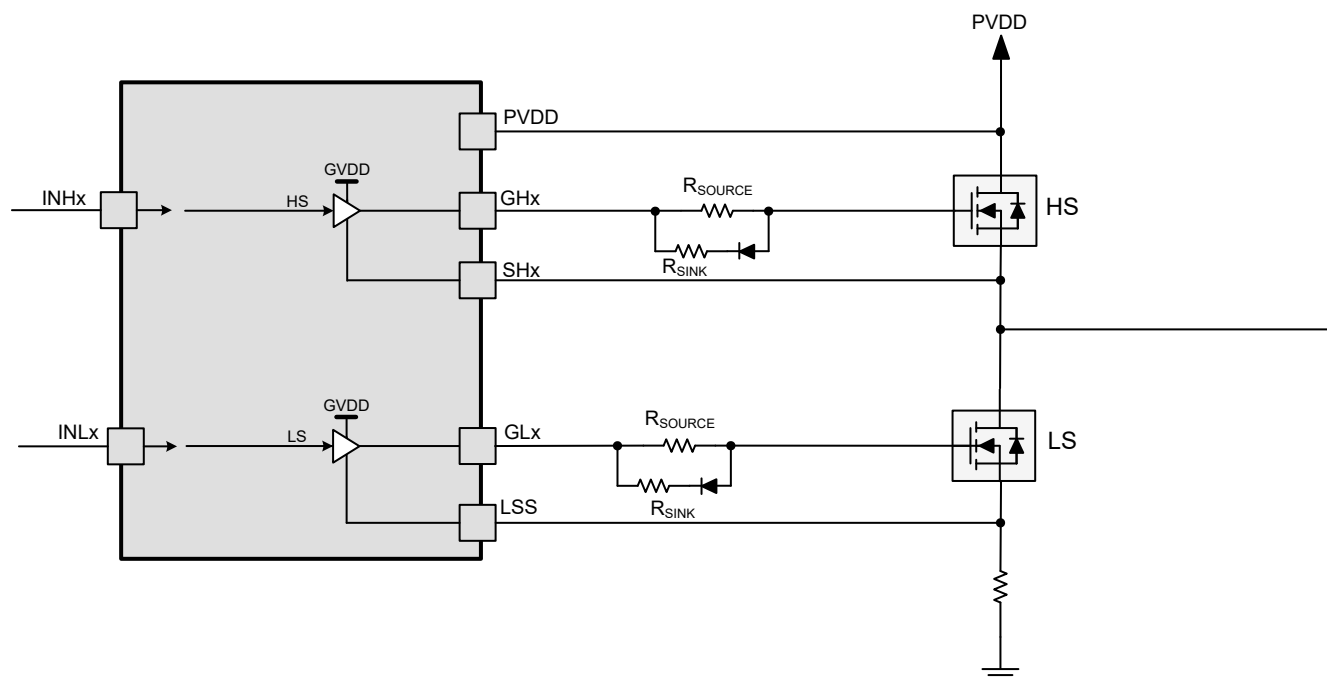 PVDD
PVDD
GVDD
INHx
HS
GHx
RSOURCE
HS
RSINK
SHx
GVDD
INLx
LS
GLx
RSOURCE
LS
RSINK
LSS